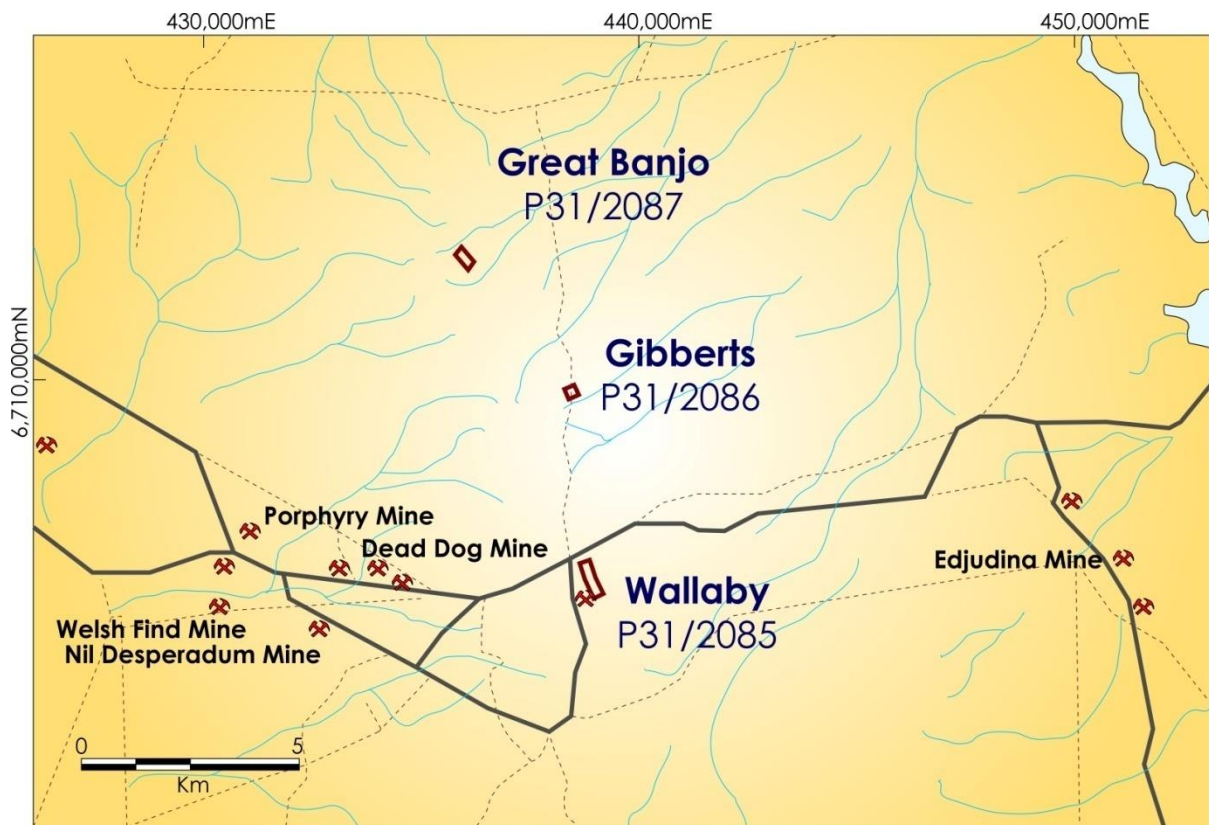 430,000mE
440,000mE
450,000mE
Great Banjo
P31/2087
6,710,000mN
Gibberts
P31/2086
Porphyry Mine
Dead Dog Mine
Edjudina Mine
Wallaby
P31/2085
Welsh Find Mine
Nil Desperadum Mine
0
5
Km